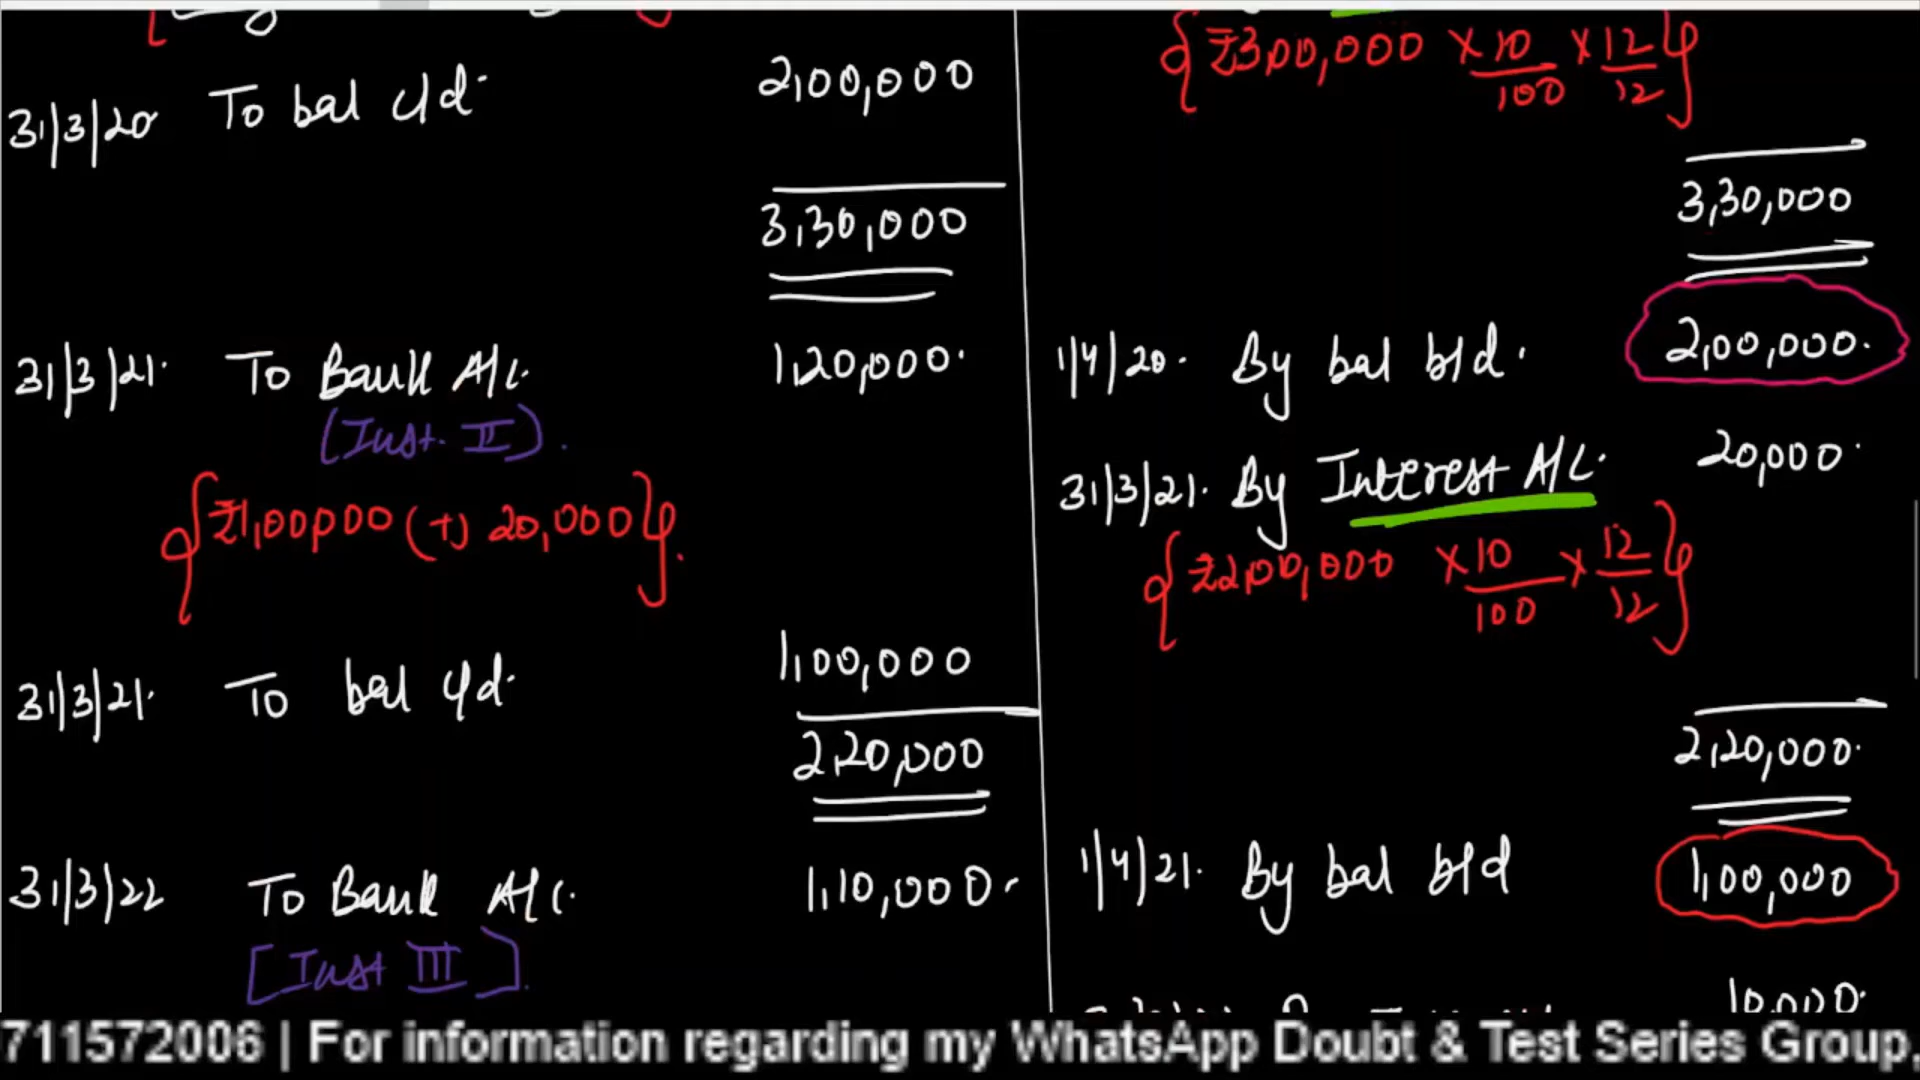 {₹3,00,000 × 10/100 × 12/12}
31/3/20 To bal c/d. 2,00,000
3,30,000 3,30,000
31/3/21. To Bank A/c. 1,20,000.
(Inst. II).
{₹1,00,000 (+) 20,000}.
1/4/20. By bal b/d. 2,00,000.
31/3/21. By Interest A/c. 20,000.
{₹2,00,000 × 10/100 × 12/12}
31/3/21. To bal c/d. 1,00,000
2,20,000 2,20,000.
31/3/22 To Bank A/c. 1,10,000.
[Inst III].
1/4/21. By bal b/d 1,00,000
10,000.
711572006 | For information regarding my WhatsApp Doubt & Test Series Group,